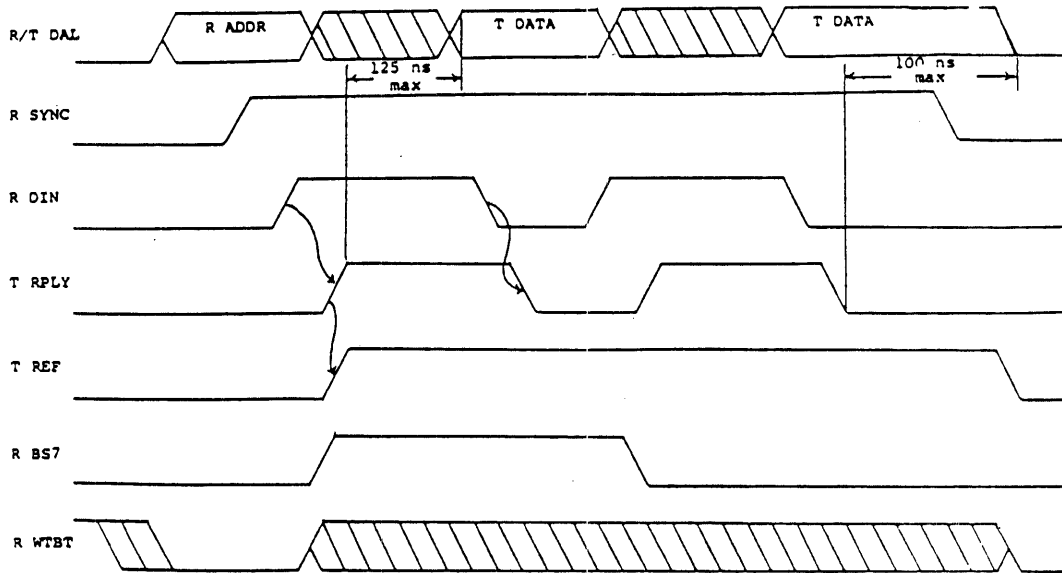 R/T DAL
R ADDR
T DATA
T DATA
125 ns
max
100 ns
max
R SYNC
R DIN
T RPLY
T REF
R BS7
R WTBT